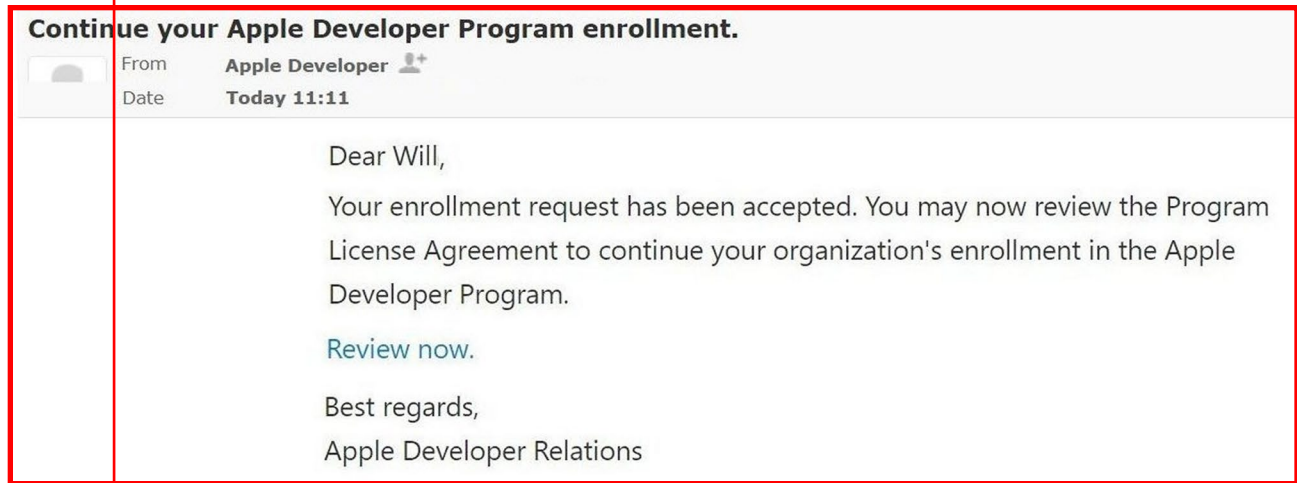 Continue your Apple Developer Program enrollment.
From Apple Developer
Date Today 11:11
Dear Will,
Your enrollment request has been accepted. You may now review the Program
License Agreement to continue your organization's enrollment in the Apple
Developer Program.
Review now.
Best regards,
Apple Developer Relations